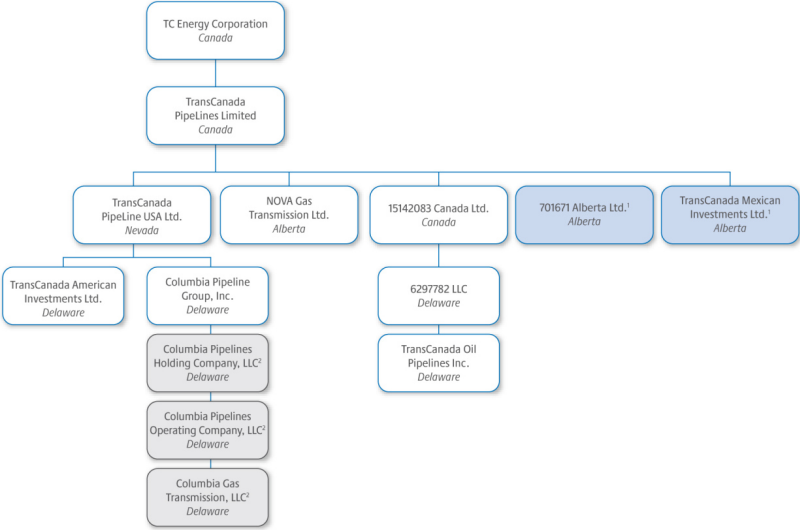 TC Energy Corporation
Canada
TransCanada
PipeLines Limited
Canada
TransCanada
PipeLine USA Ltd.
Nevada
NOVA Gas
Transmission Ltd.
Alberta
15142083 Canada Ltd.
Canada
701671 Alberta Ltd.¹
Alberta
TransCanada Mexican
Investments Ltd.¹
Alberta
TransCanada American
Investments Ltd.
Delaware
Columbia Pipeline
Group, Inc.
Delaware
6297782 LLC
Delaware
Columbia Pipelines
Holding Company, LLC²
Delaware
TransCanada Oil
Pipelines Inc.
Delaware
Columbia Pipelines
Operating Company, LLC²
Delaware
Columbia Gas
Transmission, LLC²
Delaware